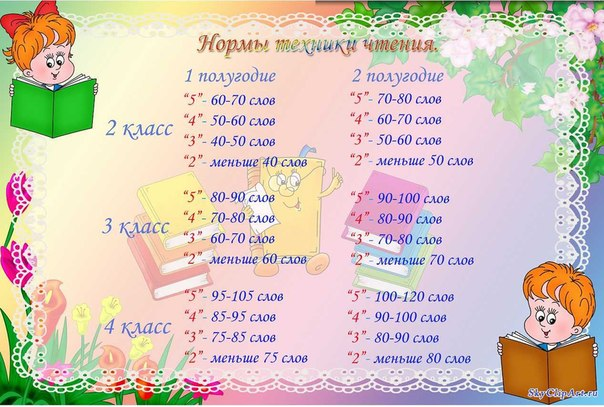 Нормы техники чтения.
1 полугодие 2 полугодие
2 класс
"5"- 60-70 слов "5"- 70-80 слов
"4"- 50-60 слов "4"- 60-70 слов
"3"- 40-50 слов "3"- 50-60 слов
"2"- меньше 40 слов "2"- меньше 50 слов
3 класс
"5"- 80-90 слов "5"- 90-100 слов
"4"- 70-80 слов "4"- 80-90 слов
"3"- 60-70 слов "3"- 70-80 слов
"2"- меньше 60 слов "2"- меньше 70 слов
4 класс
"5"- 95-105 слов "5"- 100-120 слов
"4"- 85-95 слов "4"- 90-100 слов
"3"- 75-85 слов "3"- 80-90 слов
"2"- меньше 75 слов "2"- меньше 80 слов
SkyClipArt.ru